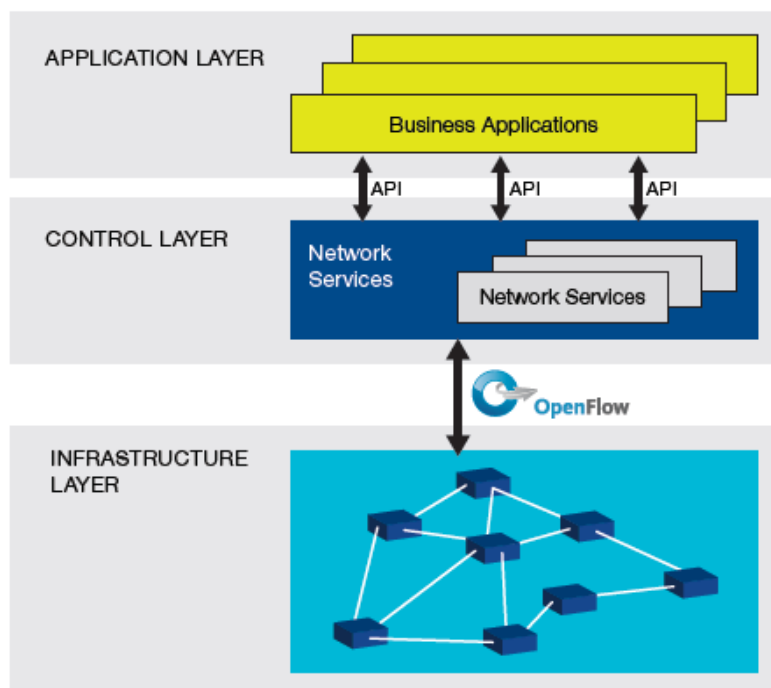 APPLICATION LAYER
Business Applications
API
API
API
CONTROL LAYER
Network
Services
Network Services
OpenFlow
INFRASTRUCTURE
LAYER